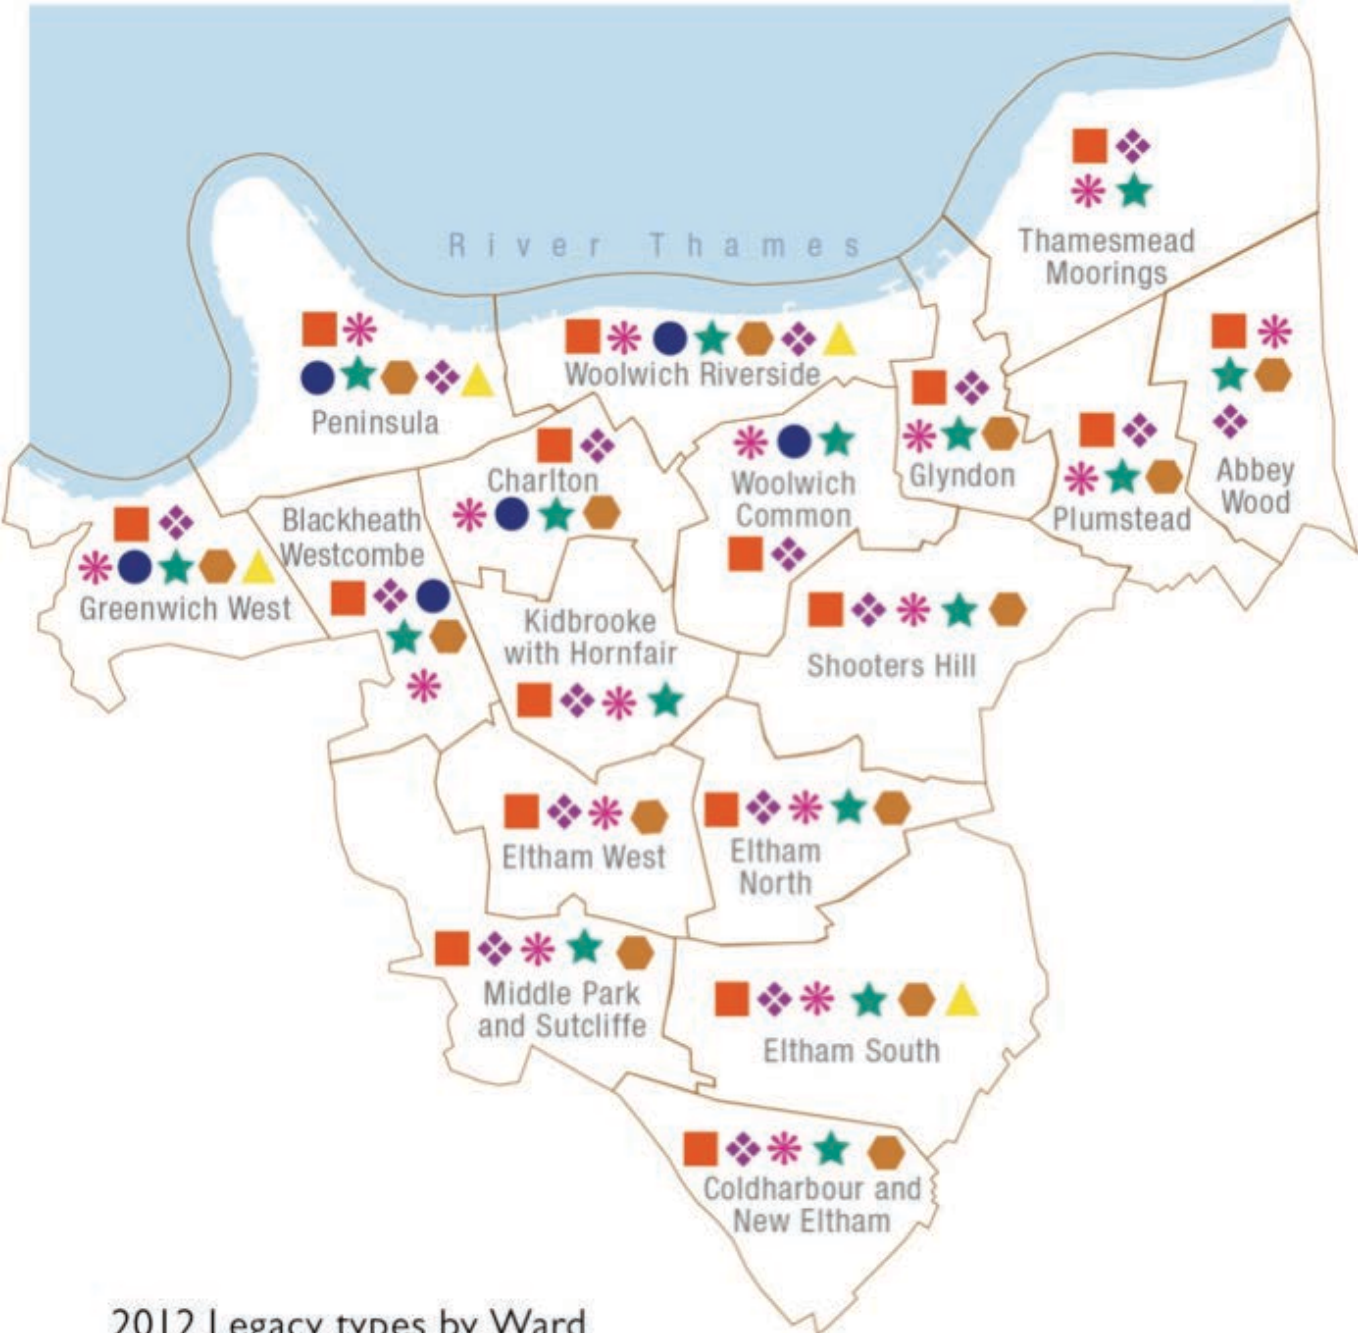 River Thames
Thamesmead
Moorings
Woolwich Riverside
Peninsula
Charlton
Woolwich
Common
Glyndon
Plumstead
Abbey
Wood
Blackheath
Westcombe
Greenwich West
Kidbrooke
with Hornfair
Shooters Hill
Eltham West
Eltham
North
Middle Park
and Sutcliffe
Eltham South
Coldharbour and
New Eltham
2012 Legacy types by Ward